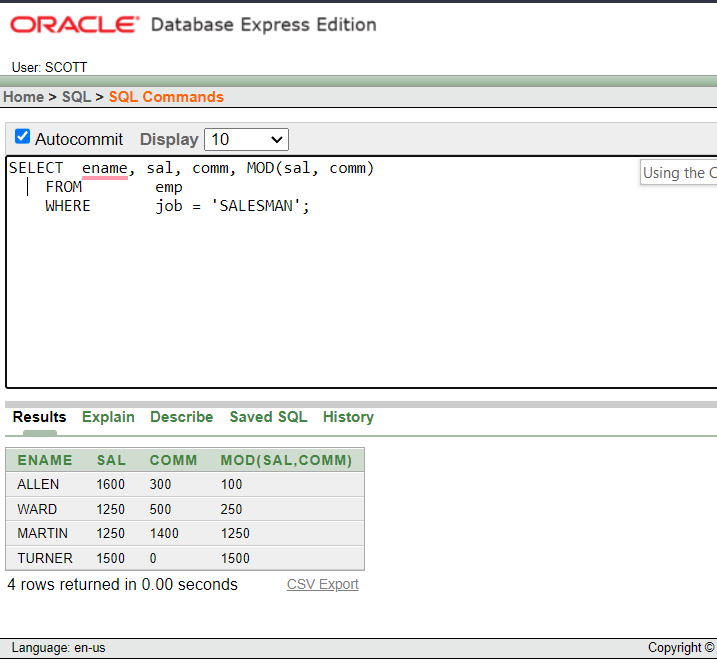 ORACLE Database Express Edition
User: SCOTT
Home > SQL > SQL Commands
Autocommit Display 10
SELECT ename, sal, comm, MOD(sal, comm)
Using the
FROM emp
WHERE job = 'SALESMAN';
Results Explain Describe Saved SQL History
ENAME SAL COMM MOD(SAL,COMM)
ALLEN 1600 300 100
WARD 1250 500 250
MARTIN 1250 1400 1250
TURNER 1500 0 1500
4 rows returned in 0.00 seconds CSV Export
Language: en-us Copyright ©